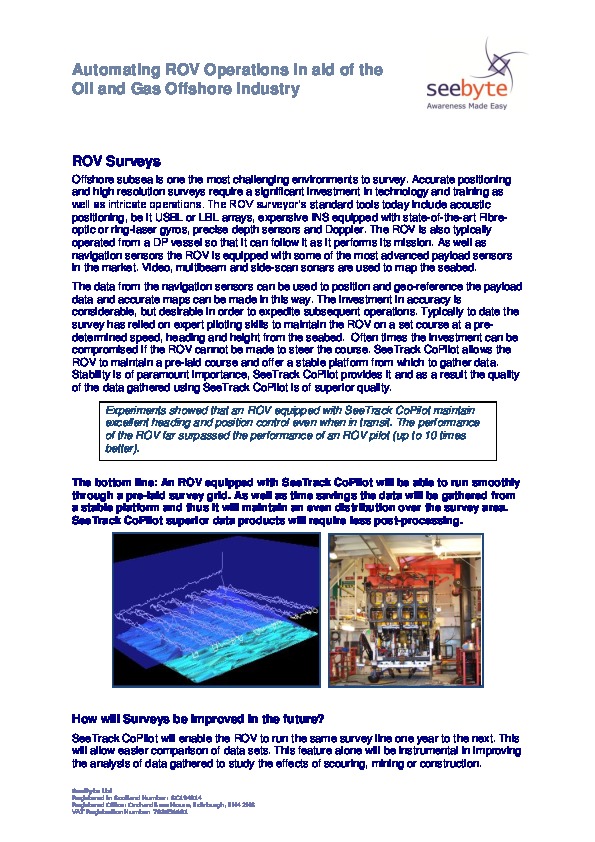 Automating ROV Operations in aid of the
Oil and Gas Offshore Industry
seebyte
Awareness Made Easy
ROV Surveys
Offshore subsea is one the most challenging environments to survey. Accurate positioning
and high resolution surveys require a significant investment in technology and training as
well as intricate operations. The ROV surveyor's standard tools today include acoustic
positioning, be it USBL or LBL arrays, expensive INS equipped with state-of-the-art Fibre-
optic or ring-laser gyros, precise depth sensors and Doppler. The ROV is also typically
operated from a DP vessel so that it can follow it as it performs its mission. As well as
navigation sensors the ROV is equipped with some of the most advanced payload sensors
in the market. Video, multibeam and side-scan sonars are used to map the seabed.
The data from the navigation sensors can be used to position and geo-reference the payload
data and accurate maps can be made in this way. The investment in accuracy is
considerable, but desirable in order to expedite subsequent operations. Typically to date the
survey has relied on expert piloting skills to maintain the ROV on a set course at a pre-
determined speed, heading and height from the seabed. Often times the investment can be
compromised if the ROV cannot be made to steer the course. SeeTrack CoPilot allows the
ROV to maintain a pre-laid course and offer a stable platform from which to gather data.
Stability is of paramount importance, SeeTrack CoPilot provides it and as a result the quality
of the data gathered using SeeTrack CoPilot is of superior quality.
Experiments showed that an ROV equipped with SeeTrack CoPilot maintain
excellent heading and position control even when in transit. The performance
of the ROV far surpassed the performance of an ROV pilot (up to 10 times
better).
The bottom line: An ROV equipped with SeeTrack CoPilot will be able to run smoothly
through a pre-laid survey grid. As well as time savings the data will be gathered from
a stable platform and thus it will maintain an even distribution over the survey area.
SeeTrack CoPilot superior data products will require less post-processing.
How will Surveys be improved in the future?
SeeTrack CoPilot will enable the ROV to run the same survey line one year to the next. This
will allow easier comparison of data sets. This feature alone will be instrumental in improving
the analysis of data gathered to study the effects of scouring, mining or construction.
SeeByte Ltd
Registered in Scotland Number:
Registered Office: Orchard Brae House, Edinburgh,
VAT Registration Number: